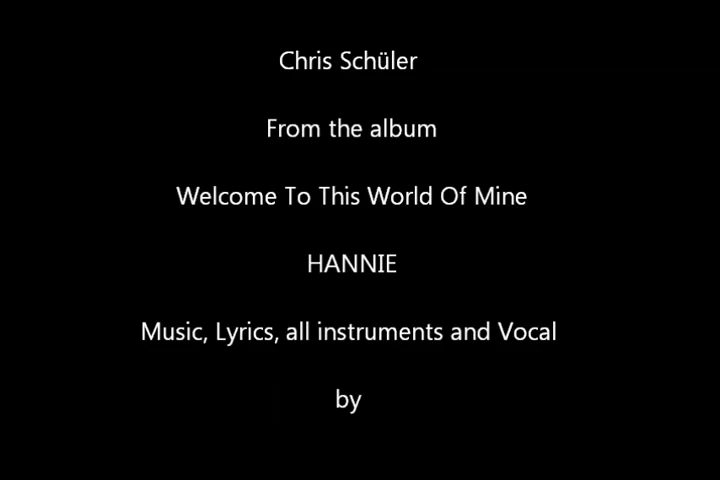 Chris Schüler
From the album
Welcome To This World Of Mine
HANNIE
Music, Lyrics, all instruments and Vocal
by